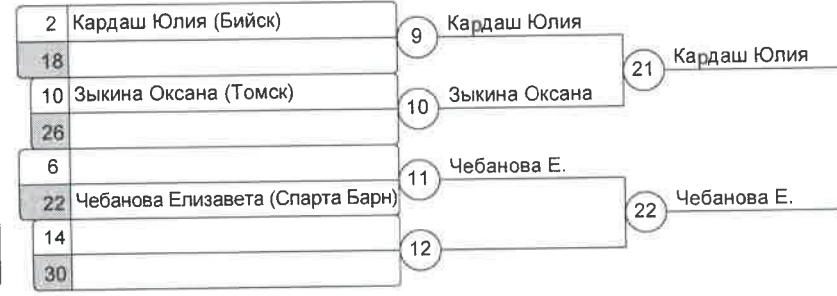 2 Кардаш Юлия (Бийск)
18
9 Кардаш Юлия
21 Кардаш Юлия
10 Зыкина Оксана (Томск)
26
10 Зыкина Оксана
6
22 Чебанова Елизавета (Спарта Барн)
11 Чебанова Е.
22 Чебанова Е.
14
30
12